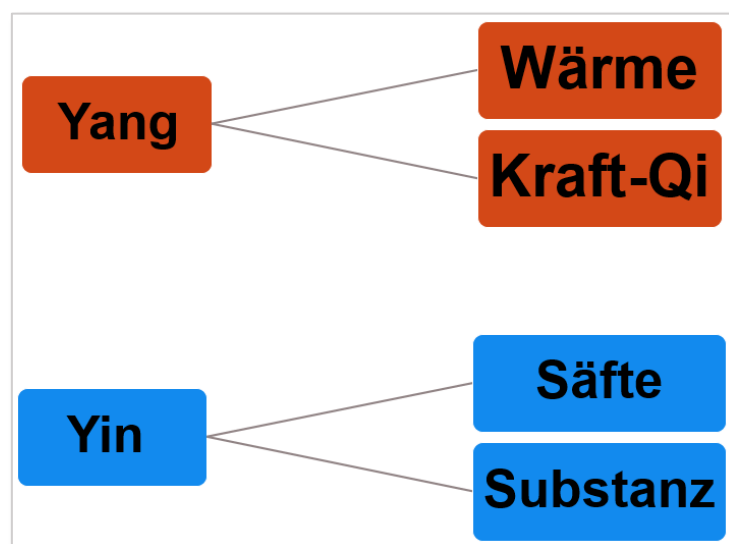 Yang
Wärme
Kraft-Qi
Yin
Säfte
Substanz